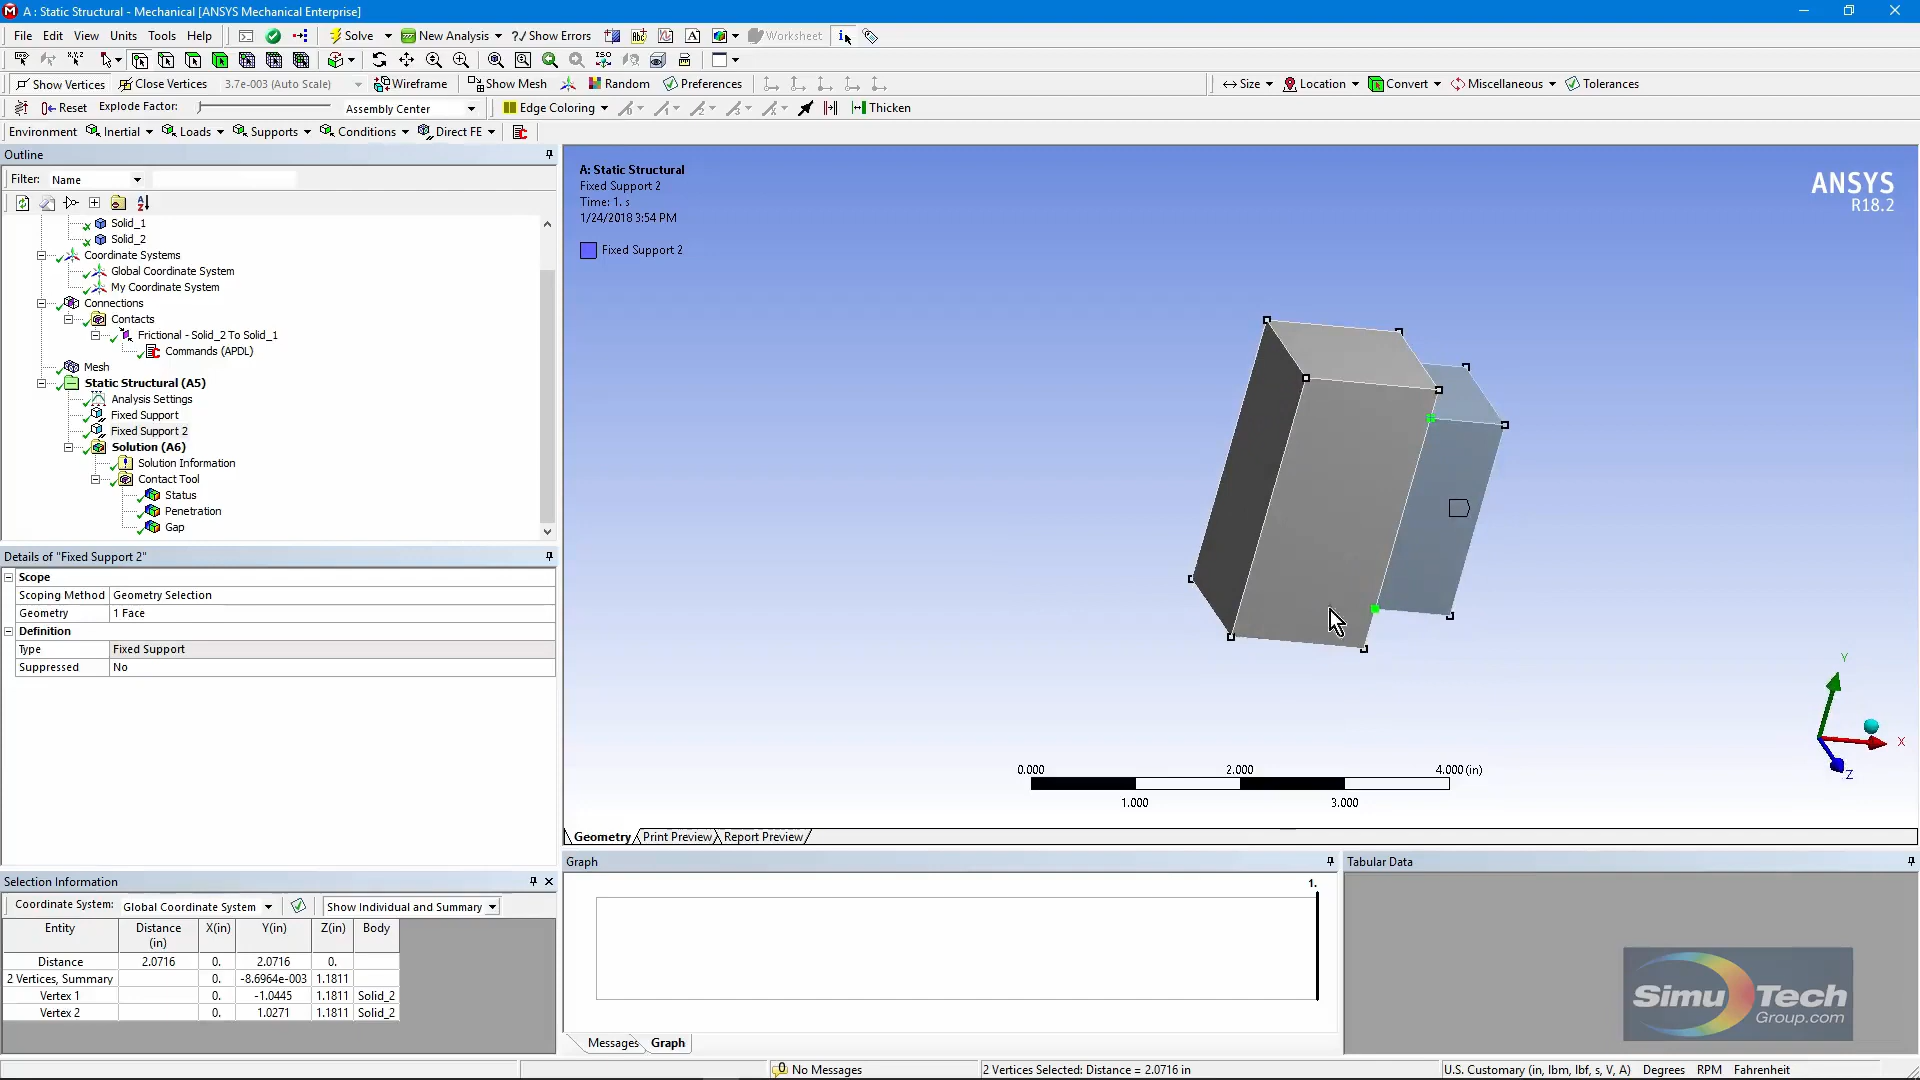 A : Static Structural - Mechanical [ANSYS Mechanical Enterprise]
File Edit View Units Tools Help Solve New Analysis ?/ Show Errors Worksheet
Show Vertices Close Vertices 3.7e-003 (Auto Scale) Wireframe Show Mesh Random Preferences Size Location Convert Miscellaneous Tolerances
Reset Explode Factor: Assembly Center Edge Coloring Thicken
Environment Inertial Loads Supports Conditions Direct FE
Outline
Filter: Name
Solid_1
Solid_2
Coordinate Systems
Global Coordinate System
My Coordinate System
Connections
Contacts
Frictional - Solid_2 To Solid_1
Commands (APDL)
Mesh
Static Structural (A5)
Analysis Settings
Fixed Support
Fixed Support 2
Solution (A6)
Solution Information
Contact Tool
Status
Penetration
Gap
Details of "Fixed Support 2"
Scope
Scoping Method Geometry Selection
Geometry 1 Face
Definition
Type Fixed Support
Suppressed No
Selection Information
Coordinate System: Global Coordinate System Show Individual and Summary
Entity Distance (in) X(in) Y(in) Z(in) Body
Distance 2.0716 0. 2.0716 0.
2 Vertices, Summary 0. -8.6964e-003 1.1811
Vertex 1 0. -1.0445 1.1811 Solid_2
Vertex 2 0. 1.0271 1.1811 Solid_2
A: Static Structural
Fixed Support 2
Time: 1. s
1/24/2018 3:54 PM
Fixed Support 2
ANSYS
R18.2
Y
X
Z
0.000 2.000 4.000 (in)
1.000 3.000
Geometry Print Preview Report Preview
Graph
1.
Messages Graph
Tabular Data
SimuTech
Group.com
0 No Messages 2 Vertices Selected: Distance = 2.0716 in U.S. Customary (in, lbm, lbf, s, V, A) Degrees RPM Fahrenheit